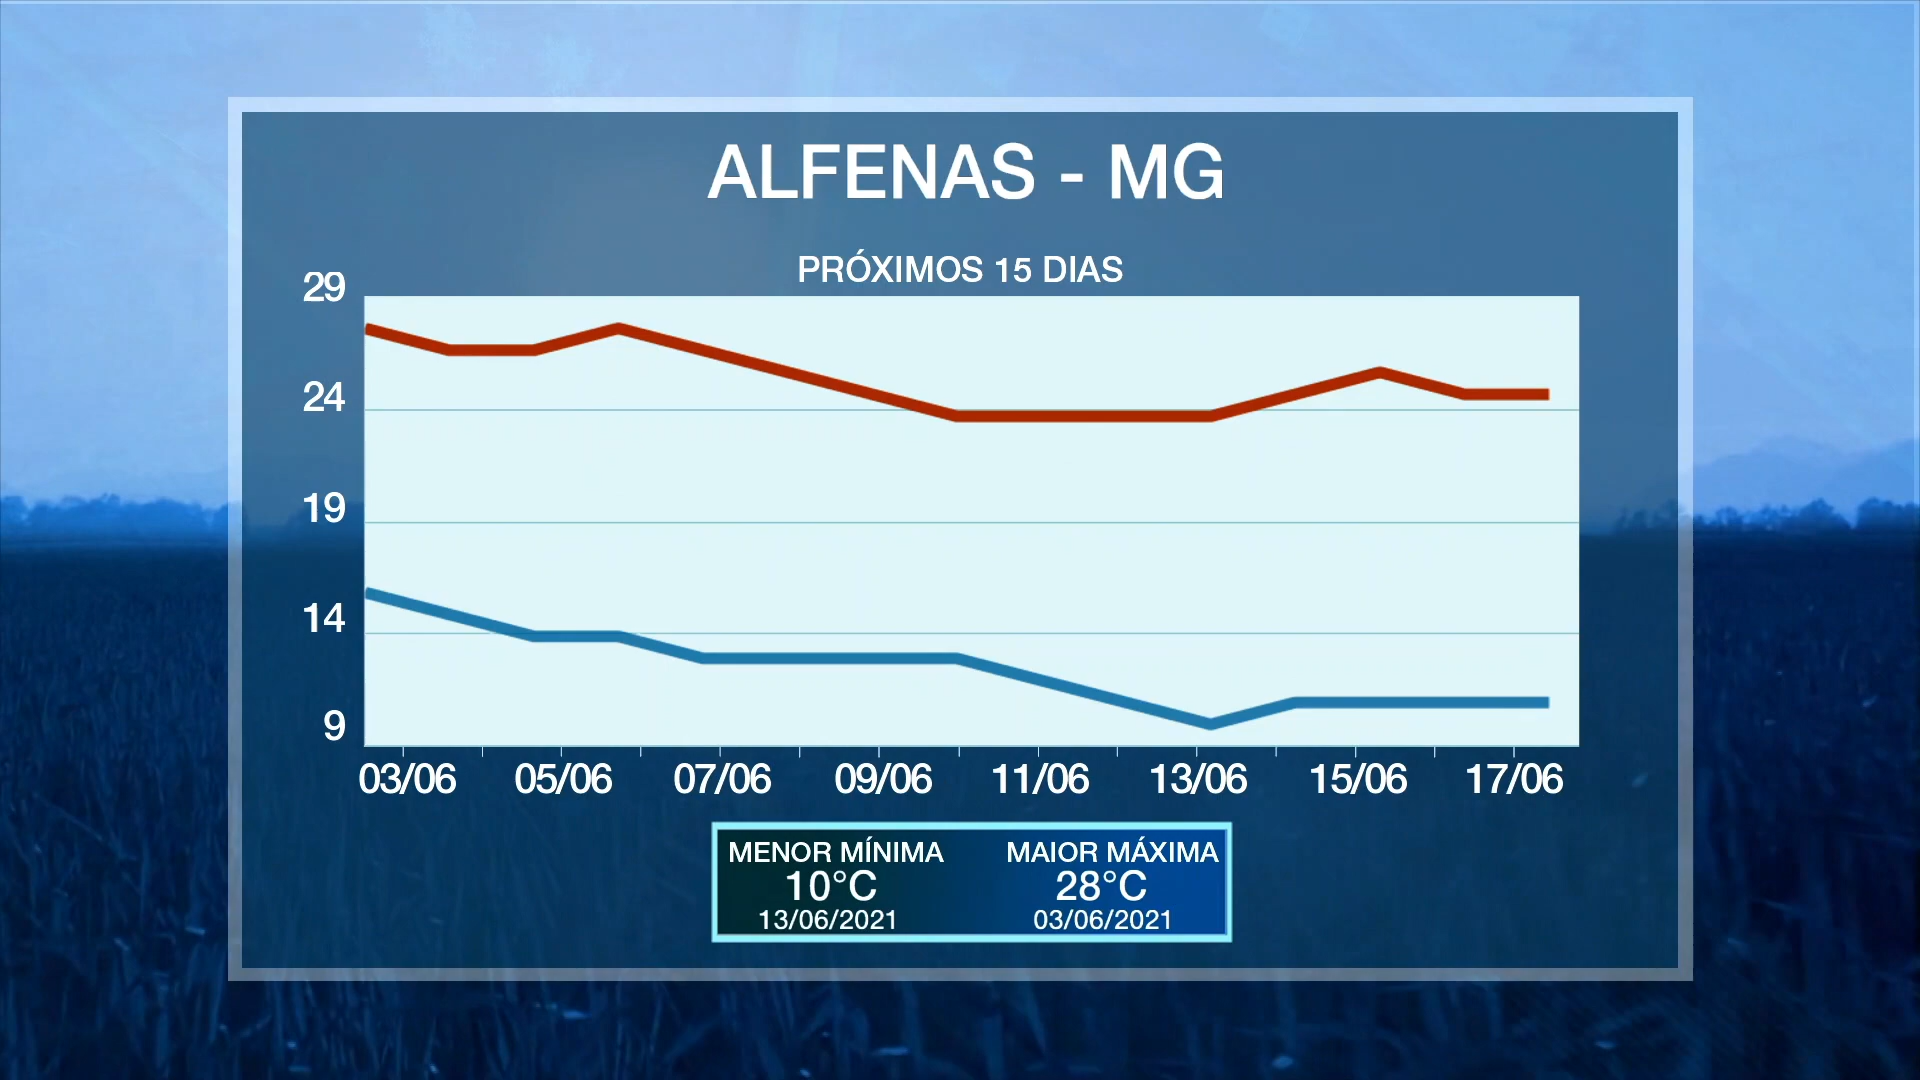 ALFENAS - MG
PRÓXIMOS 15 DIAS
29
24
19
14
9
03/06 05/06 07/06 09/06 11/06 13/06 15/06 17/06
MENOR MÍNIMA MAIOR MÁXIMA
10°C 28°C
13/06/2021 03/06/2021